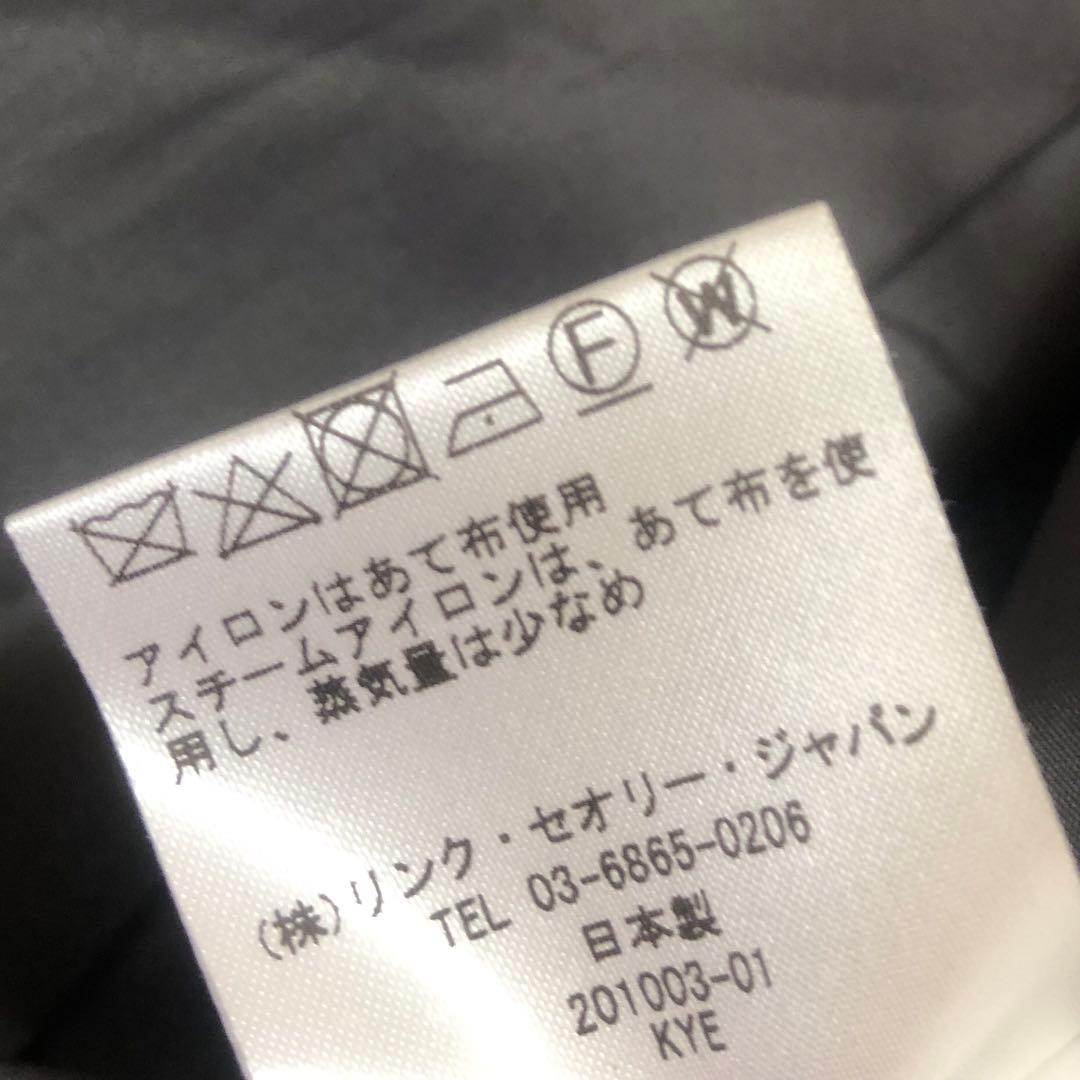 F
W
アイロンはあて布使用
スチームアイロンは、あて布を使
用し、蒸気量は少なめ
(株)リンク・セオリー・ジャパン
TEL 03-6865-0206
日本製
201003-01
KYE